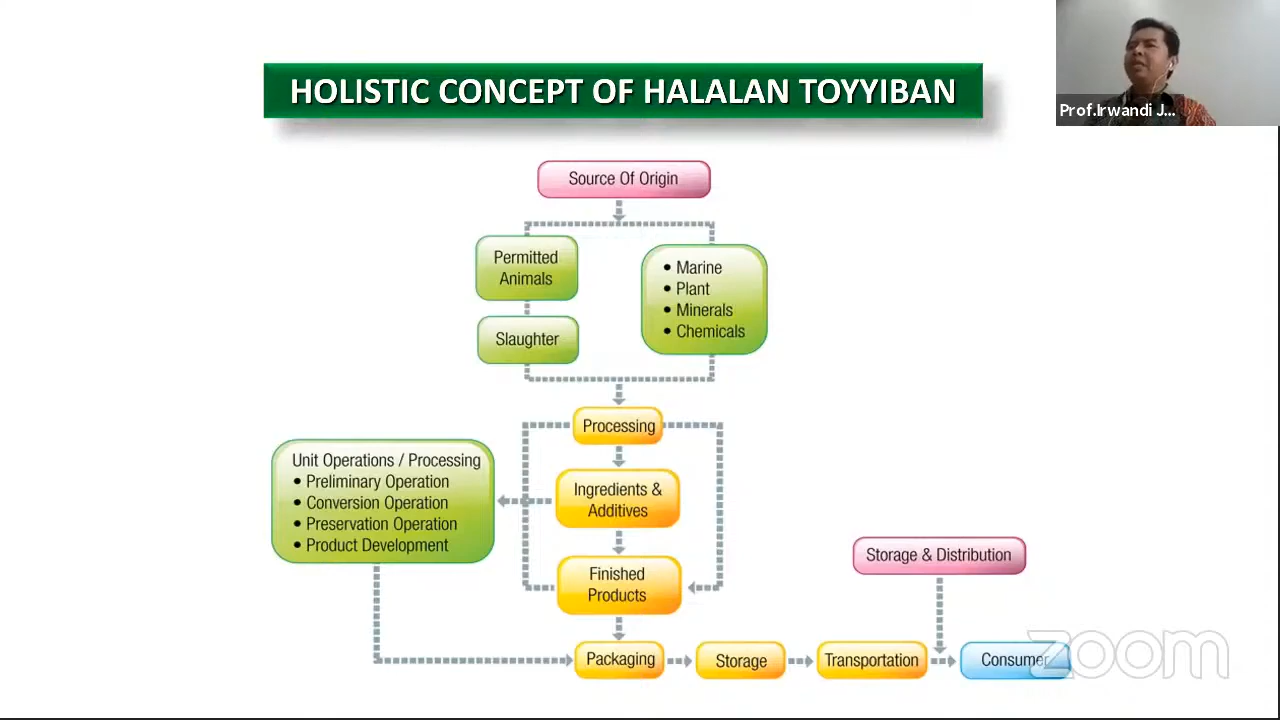 HOLISTIC CONCEPT OF HALALAN TOYYIBAN
Prof.Irwandi J...
Source Of Origin
Permitted
Animals
Slaughter
• Marine
• Plant
• Minerals
• Chemicals
Processing
Ingredients &
Additives
Finished
Products
Unit Operations / Processing
• Preliminary Operation
• Conversion Operation
• Preservation Operation
• Product Development
Storage & Distribution
Packaging
Storage
Transportation
Consumer
zoom